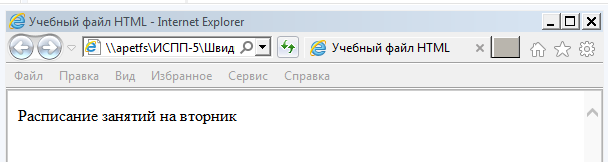 Учебный файл HTML - Internet Explorer
\\apetfs\ИСПП-5\Швид
Учебный файл HTML
Файл Правка Вид Избранное Сервис Справка
Расписание занятий на вторник